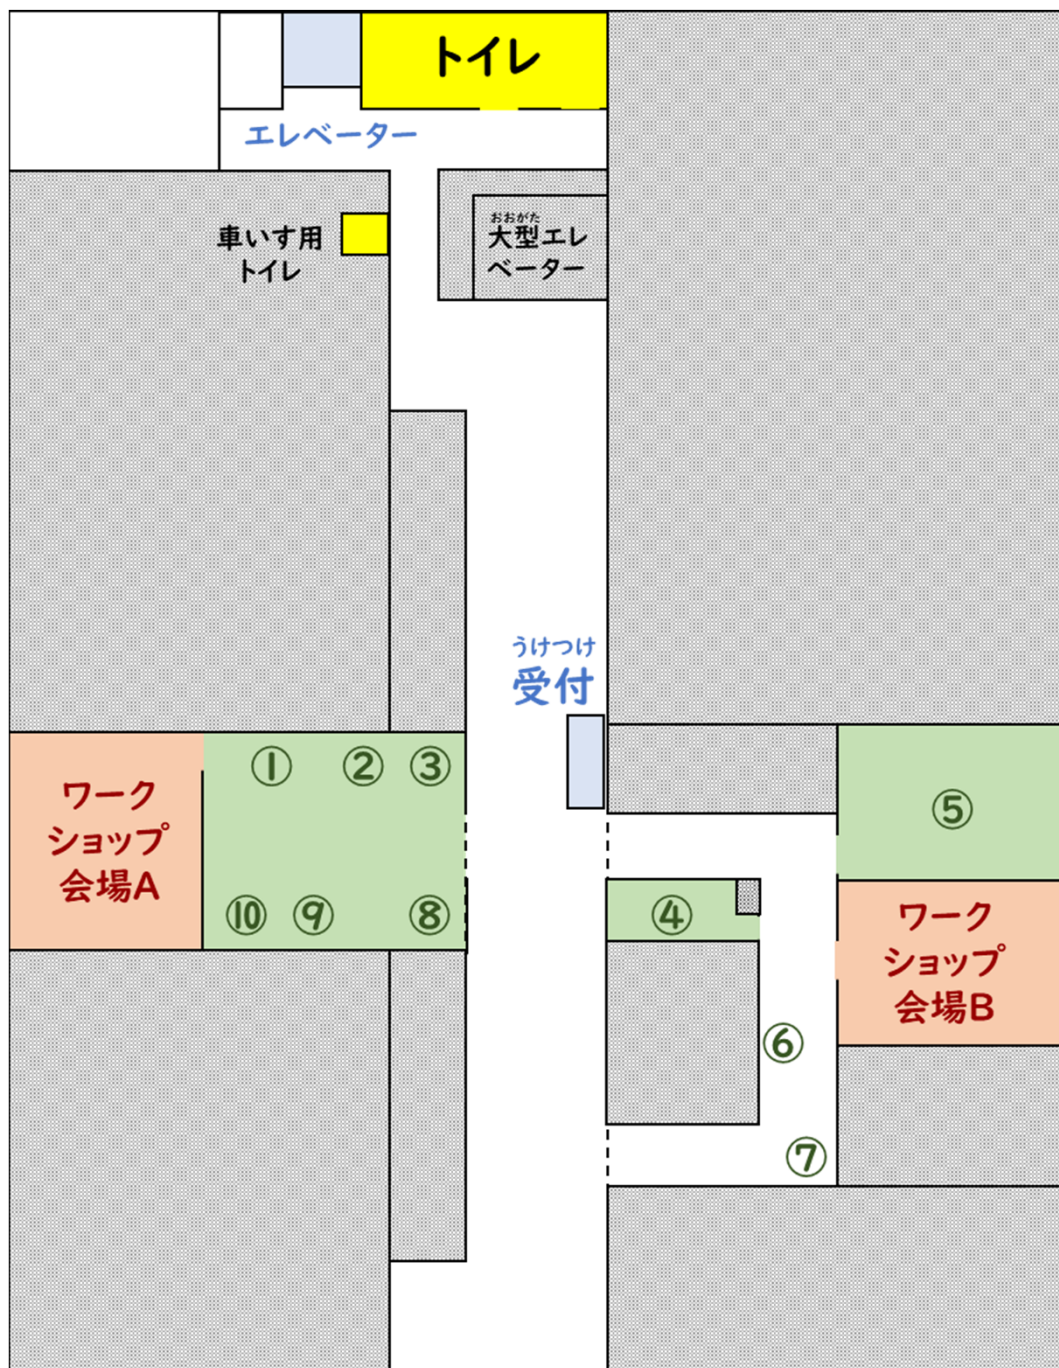 トイレ
エレベーター
車いす用
トイレ
おおがた
大型エレ
ベーター
うけつけ
受付
ワーク
ショップ
会場A
①
②
③
⑩
⑨
⑧
④
⑤
ワーク
ショップ
会場B
⑥
⑦